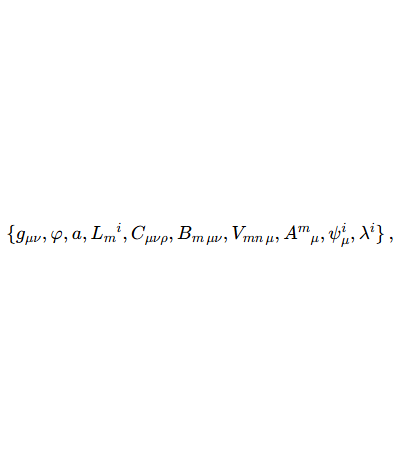 {g_{μν}, φ, a, L_m{}^i, C_{μνρ}, B_{m μν}, V_{mn μ}, A^m{}_μ, ψ^i_μ, λ^i} ,